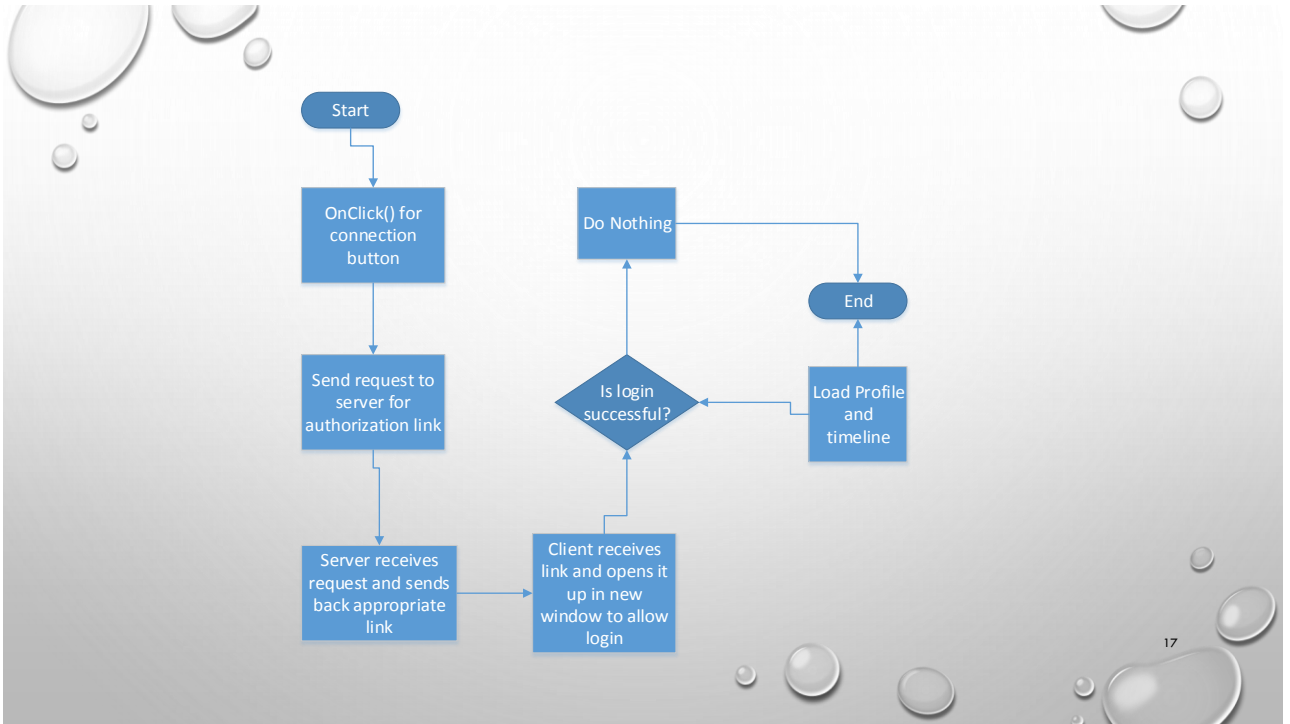 Start
OnClick() for
connection
button
Send request to
server for
authorization link
Server receives
request and sends
back appropriate
link
Client receives
link and opens it
up in new
window to allow
login
Is login
successful?
Do Nothing
End
Load Profile
and
timeline
17